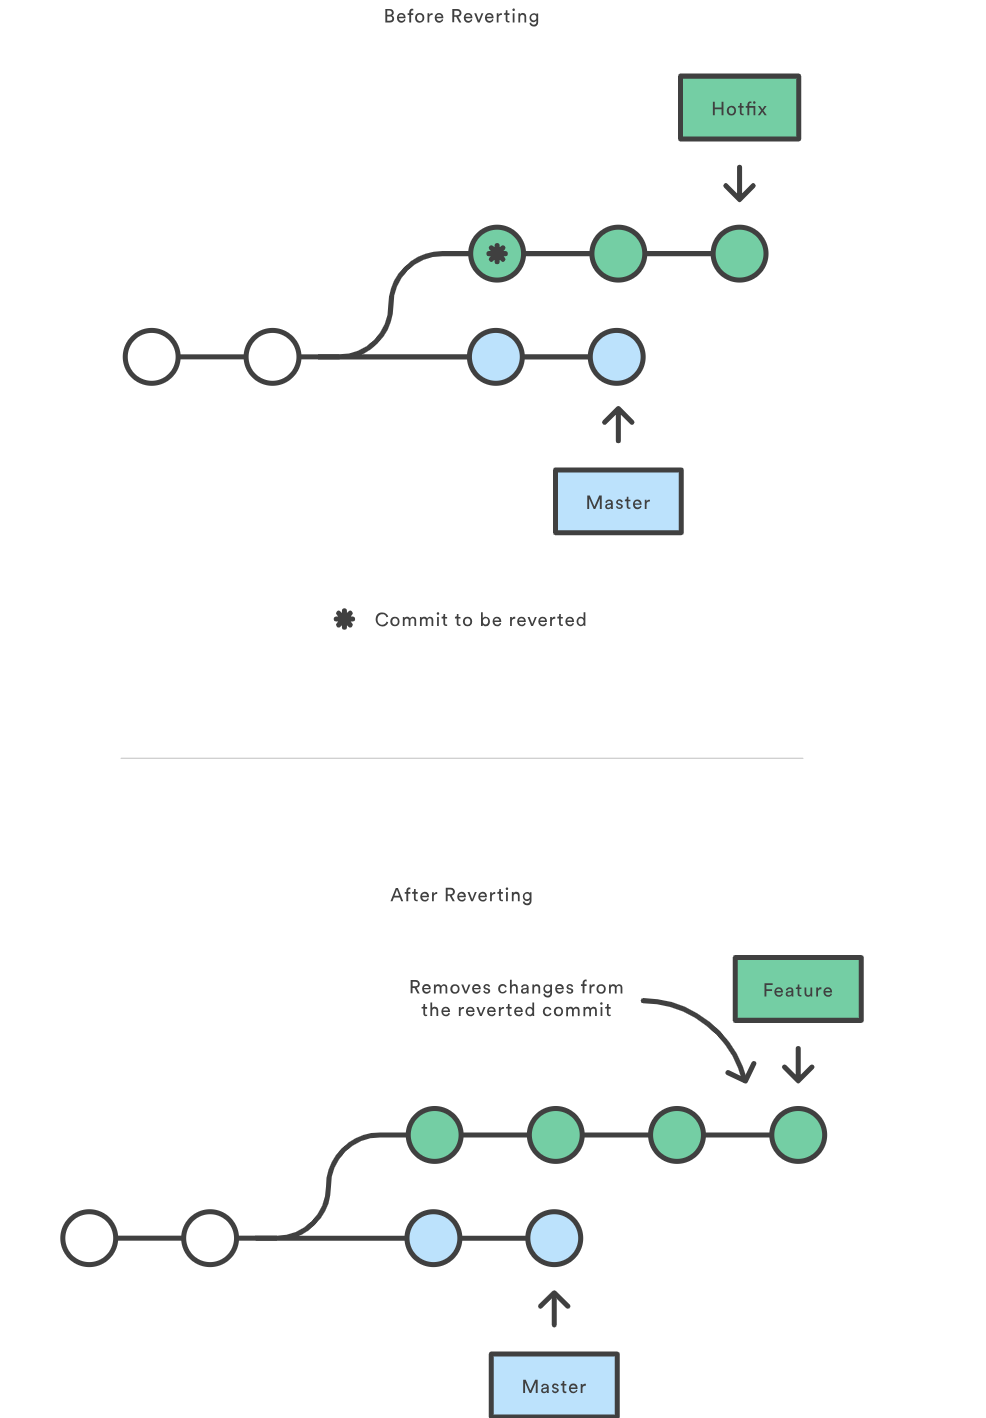 Before Reverting
Hotfix
Master
Commit to be reverted
After Reverting
Feature
Removes changes from
the reverted commit
Master